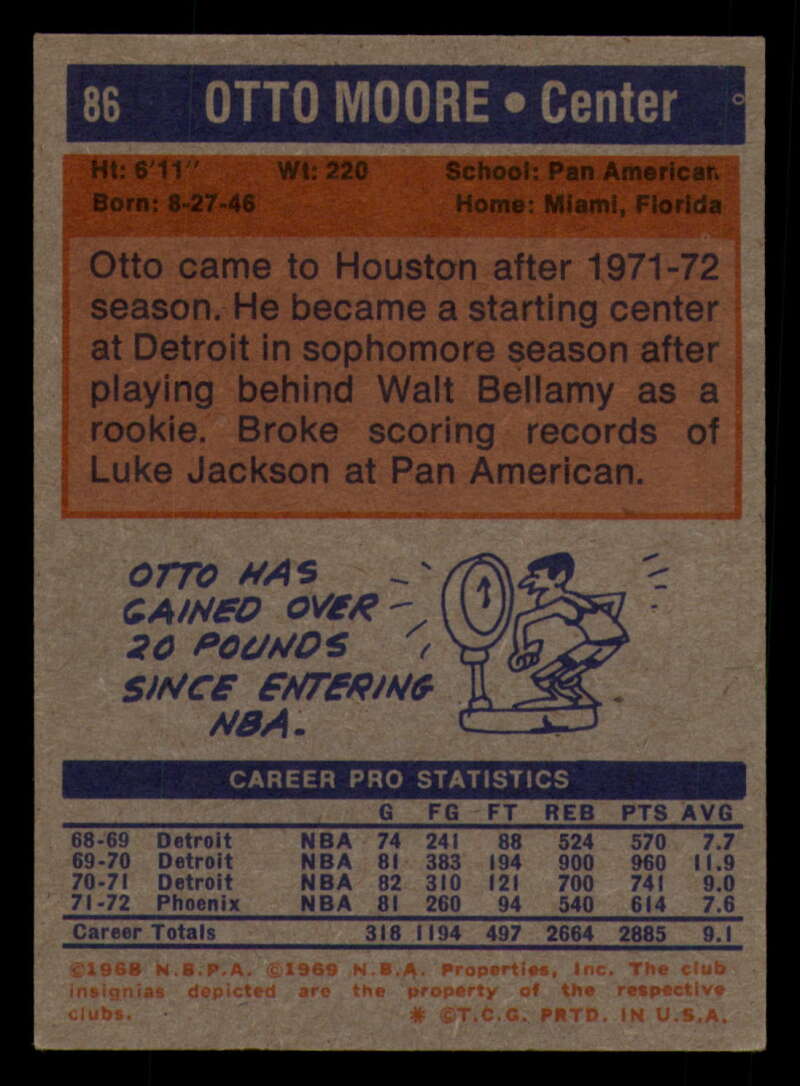 86 OTTO MOORE • Center
Ht: 6'11" Wt: 220 School: Pan American
Born: 8-27-46 Home: Miami, Florida
Otto came to Houston after 1971-72
season. He became a starting center
at Detroit in sophomore season after
playing behind Walt Bellamy as a
rookie. Broke scoring records of
Luke Jackson at Pan American.
OTTO HAS
GAINED OVER
20 POUNDS
SINCE ENTERING
NBA.
CAREER PRO STATISTICS
G FG FT REB PTS AVG
68-69 Detroit NBA 74 241 88 524 570 7.7
69-70 Detroit NBA 81 383 194 900 960 11.9
70-71 Detroit NBA 82 310 121 700 741 9.0
71-72 Phoenix NBA 81 260 94 540 614 7.6
Career Totals 318 1194 497 2664 2885 9.1
©1968 N.B.P.A. ©1969 N.B.A. Properties, Inc. The club
insignias depicted are the property of the respective
clubs. * ©T.C.G. PRTD. IN U.S.A.